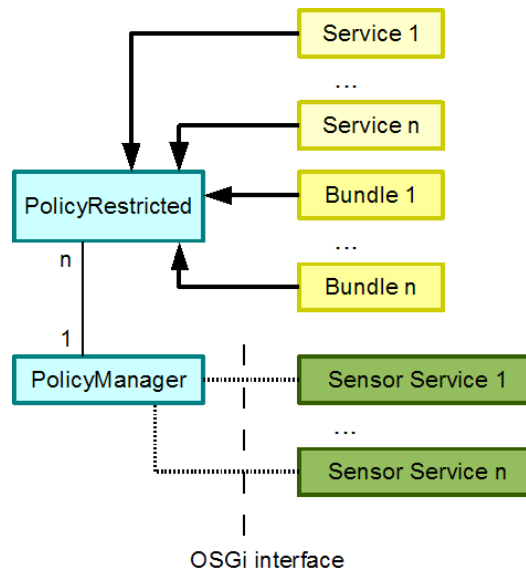 Service 1
...
Service n
PolicyRestricted
Bundle 1
...
Bundle n
n
1
PolicyManager
Sensor Service 1
...
Sensor Service n
OSGi interface